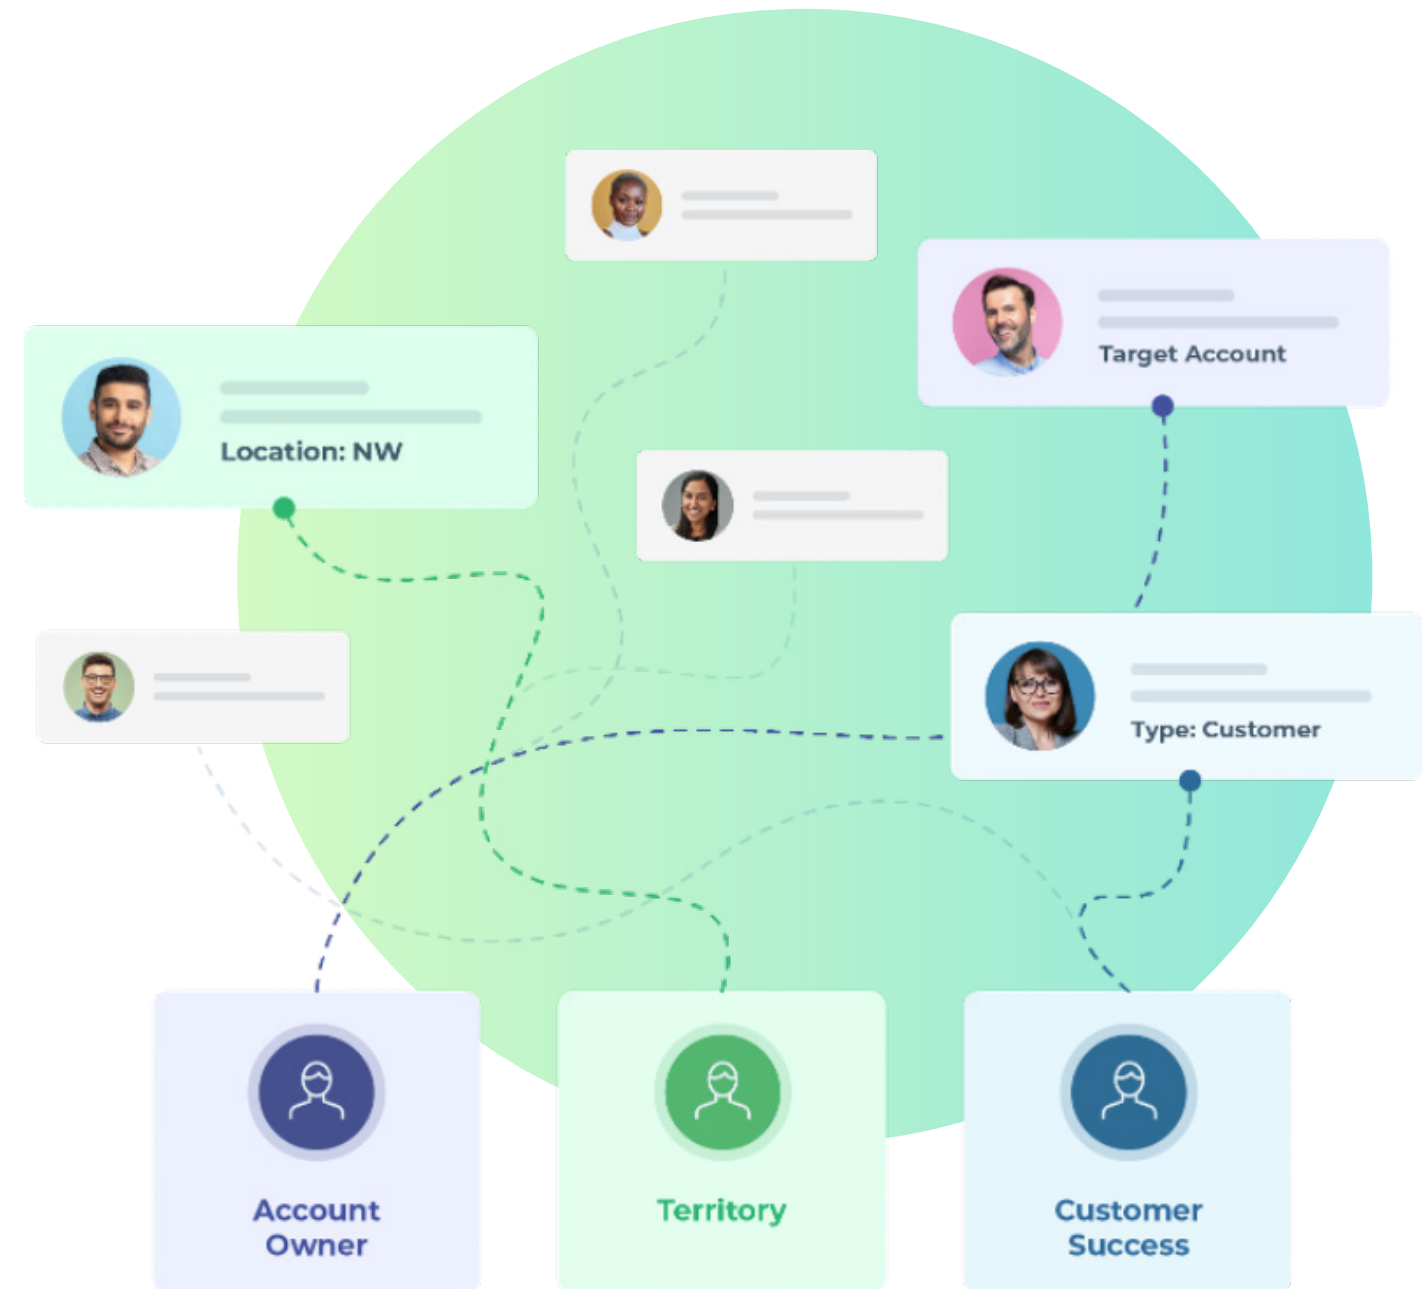 Target Account
Location: NW
Type: Customer
Account
Owner
Territory
Customer
Success